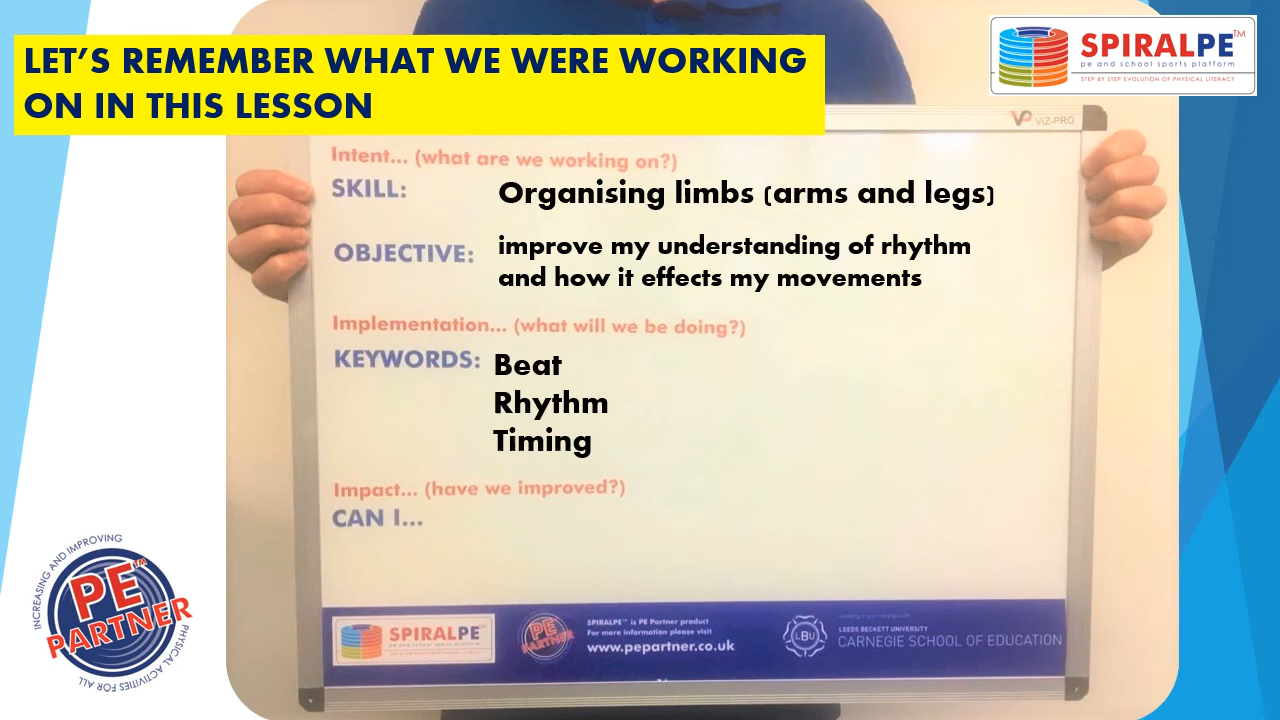 LET'S REMEMBER WHAT WE WERE WORKING
ON IN THIS LESSON
SPIRALPE™
pe and school sports platform
STEP BY STEP EVOLUTION OF PHYSICAL LITERACY
VP ViZ-PRO
Intent... (what are we working on?)
SKILL: Organising limbs (arms and legs)
OBJECTIVE: improve my understanding of rhythm
and how it effects my movements
Implementation... (what will we be doing?)
KEYWORDS: Beat
Rhythm
Timing
Impact... (have we improved?)
CAN I...
INCREASING AND IMPROVING
PE™
PARTNER
PHYSICAL ACTIVITIES FOR ALL
SPIRALPE
pe and school sports platform
PE
PARTNER
SPIRALPE™ is PE Partner product
For more information please visit
www.pepartner.co.uk
LBU
LEEDS BECKETT UNIVERSITY
CARNEGIE SCHOOL OF EDUCATION